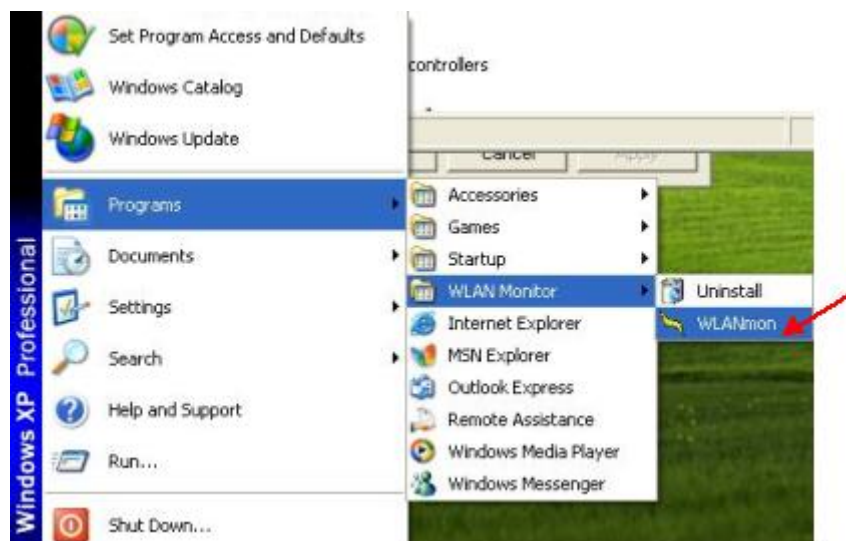 Set Program Access and Defaults
Windows Catalog
Windows Update
Programs
Documents
Settings
Search
Help and Support
Run...
Shut Down...
Windows XP Professional
controllers
Cancel
Apply
Accessories
Games
Startup
WLAN Monitor
Internet Explorer
MSN Explorer
Outlook Express
Remote Assistance
Windows Media Player
Windows Messenger
Uninstall
WLANmon